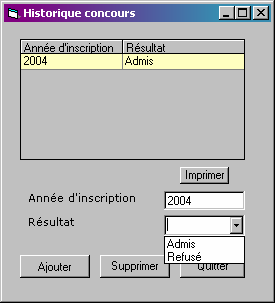 Historique concours
Année d'inscription Résultat
2004 Admis
Imprimer
Année d'inscription 2004
Résultat
Admis
Refusé
Ajouter Supprimer Quitter